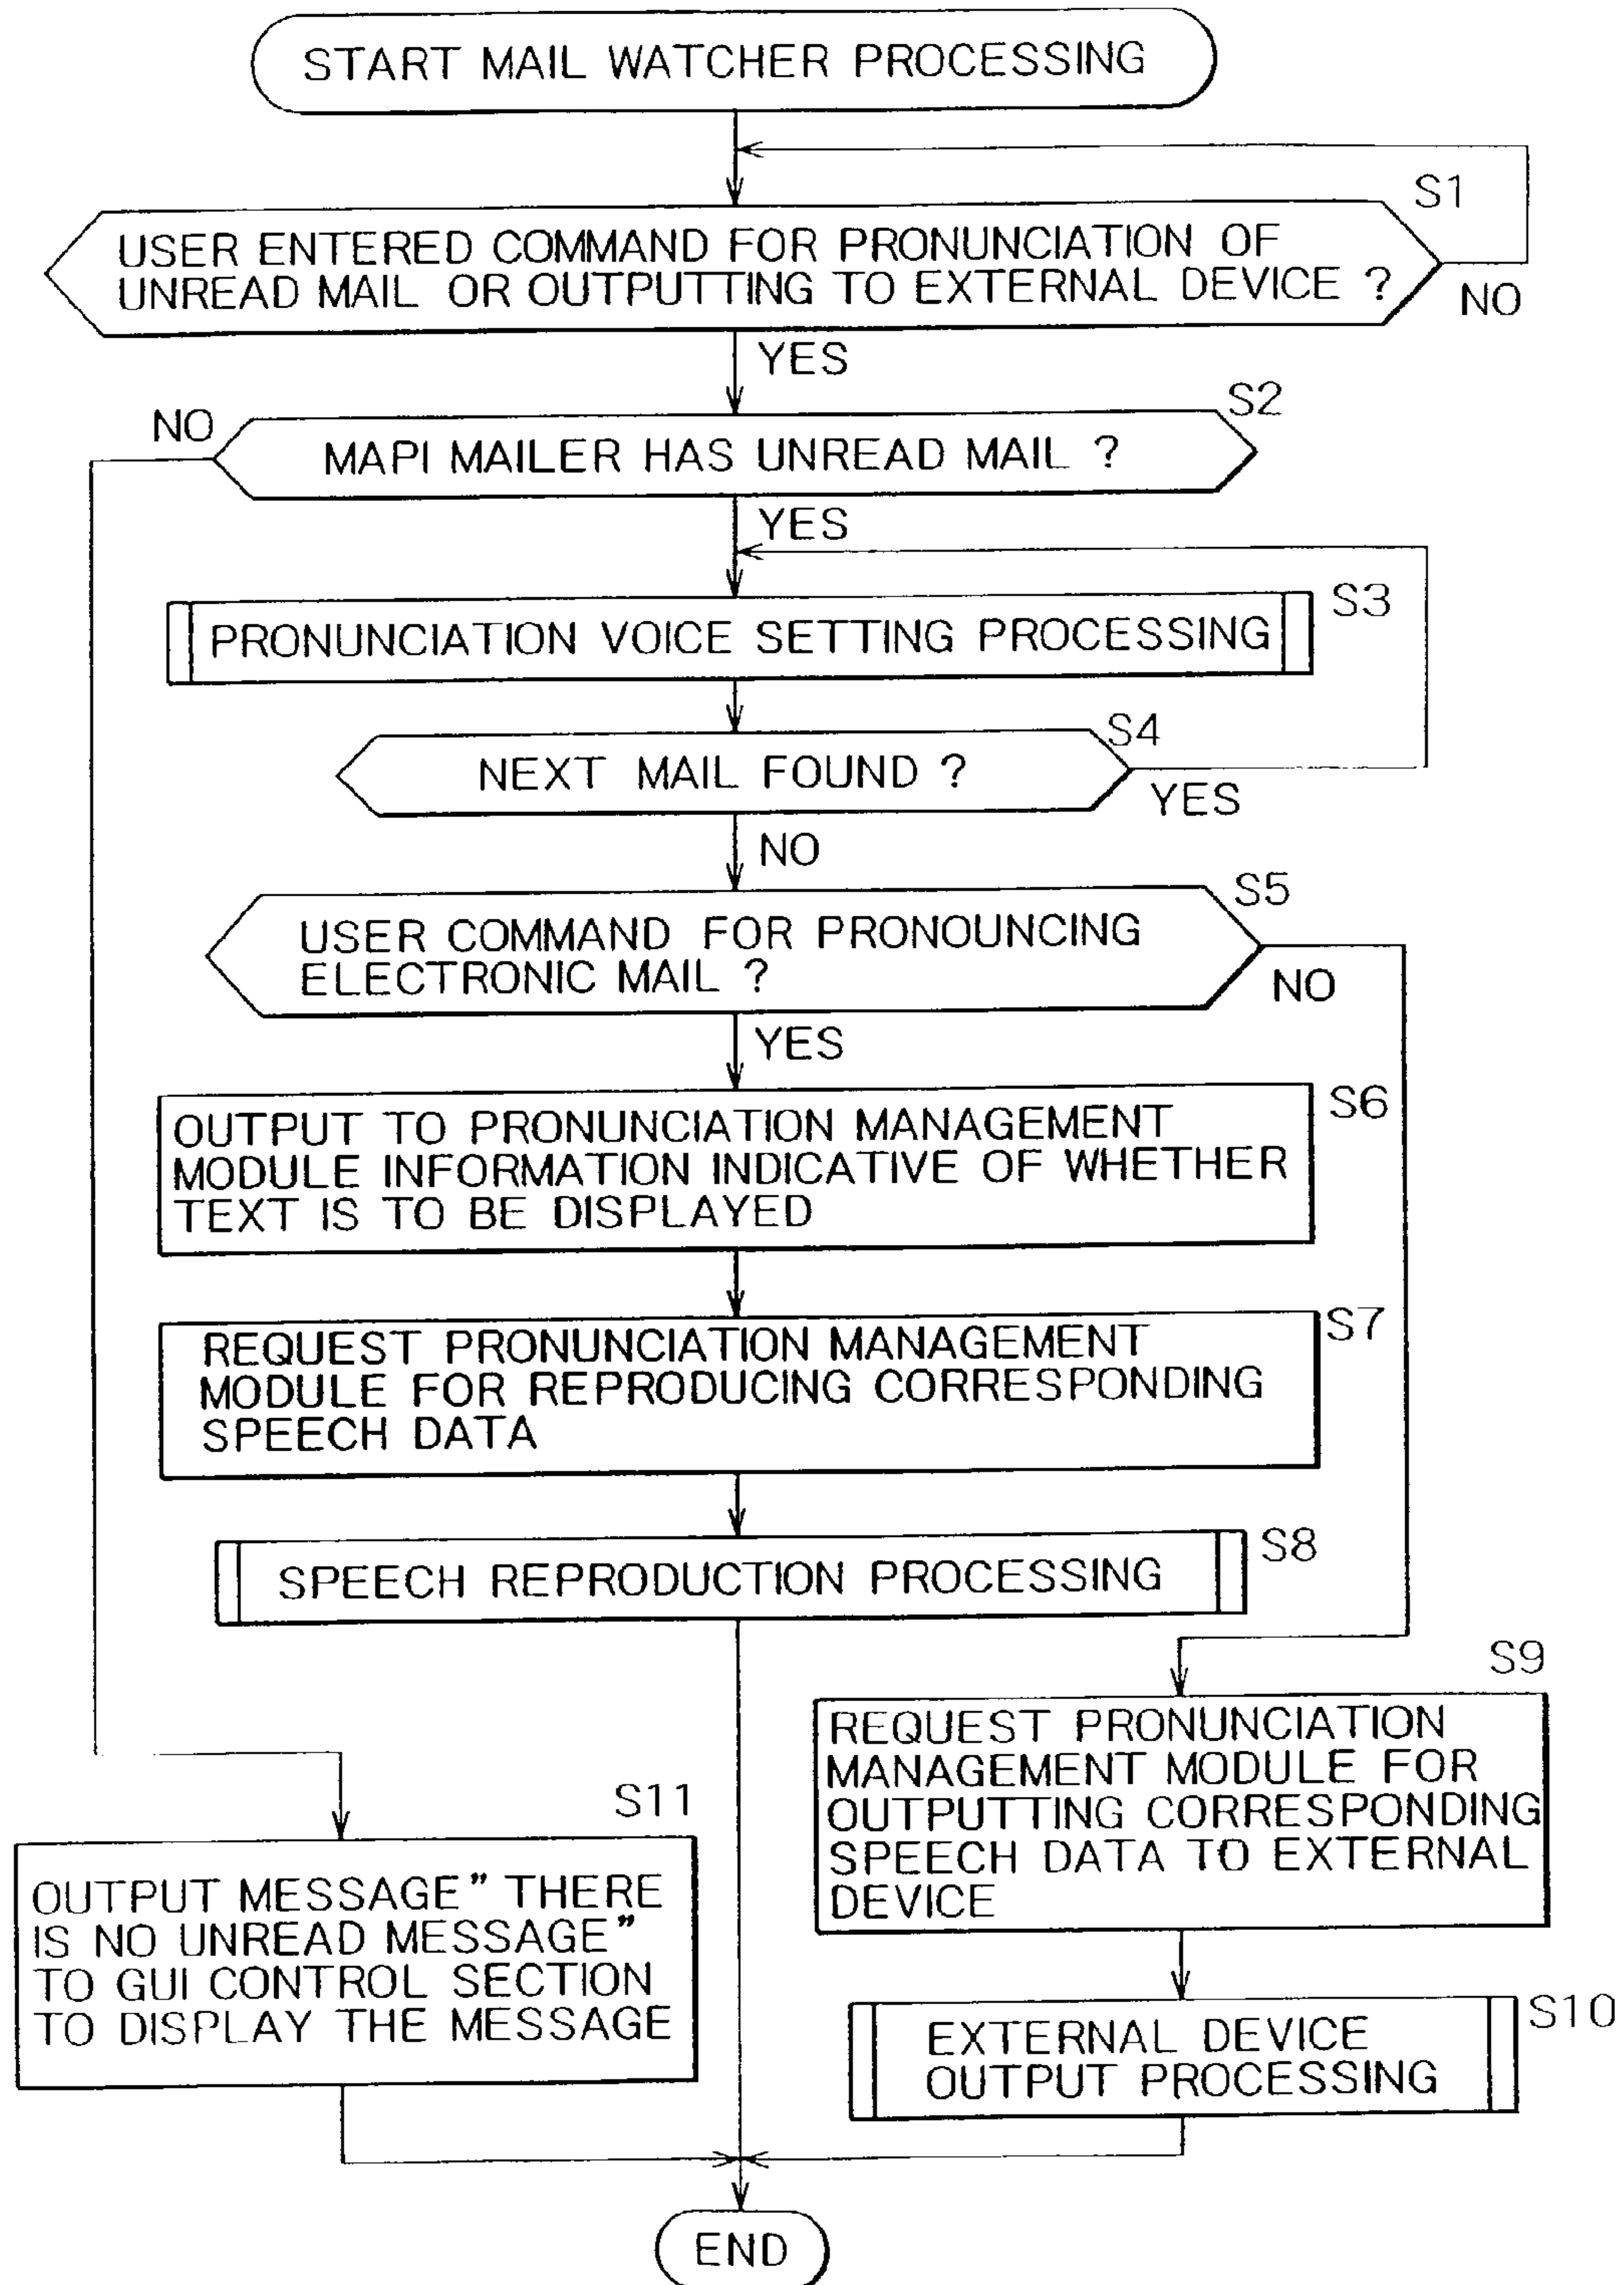 START MAIL WATCHER PROCESSING
S1
USER ENTERED COMMAND FOR PRONUNCIATION OF
UNREAD MAIL OR OUTPUTTING TO EXTERNAL DEVICE ?
NO
YES
S2
NO
MAPI MAILER HAS UNREAD MAIL ?
YES
S3
PRONUNCIATION VOICE SETTING PROCESSING
S4
NEXT MAIL FOUND ?
YES
NO
S5
USER COMMAND FOR PRONOUNCING
ELECTRONIC MAIL ?
NO
YES
S6
OUTPUT TO PRONUNCIATION MANAGEMENT
MODULE INFORMATION INDICATIVE OF WHETHER
TEXT IS TO BE DISPLAYED
S7
REQUEST PRONUNCIATION MANAGEMENT
MODULE FOR REPRODUCING CORRESPONDING
SPEECH DATA
S8
SPEECH REPRODUCTION PROCESSING
S9
REQUEST PRONUNCIATION
MANAGEMENT MODULE FOR
OUTPUTTING CORRESPONDING
SPEECH DATA TO EXTERNAL
DEVICE
S11
OUTPUT MESSAGE” THERE
IS NO UNREAD MESSAGE”
TO GUI CONTROL SECTION
TO DISPLAY THE MESSAGE
S10
EXTERNAL DEVICE
OUTPUT PROCESSING
END